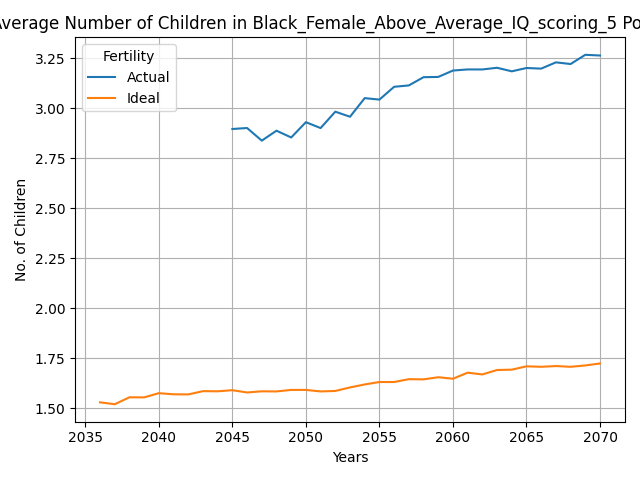 Average Number of Children in Black_Female_Above_Average_IQ_scoring_5 Po
Fertility
Actual
Ideal
3.25
3.00
2.75
2.50
2.25
2.00
1.75
1.50
No. of Children
2035 2040 2045 2050 2055 2060 2065 2070
Years